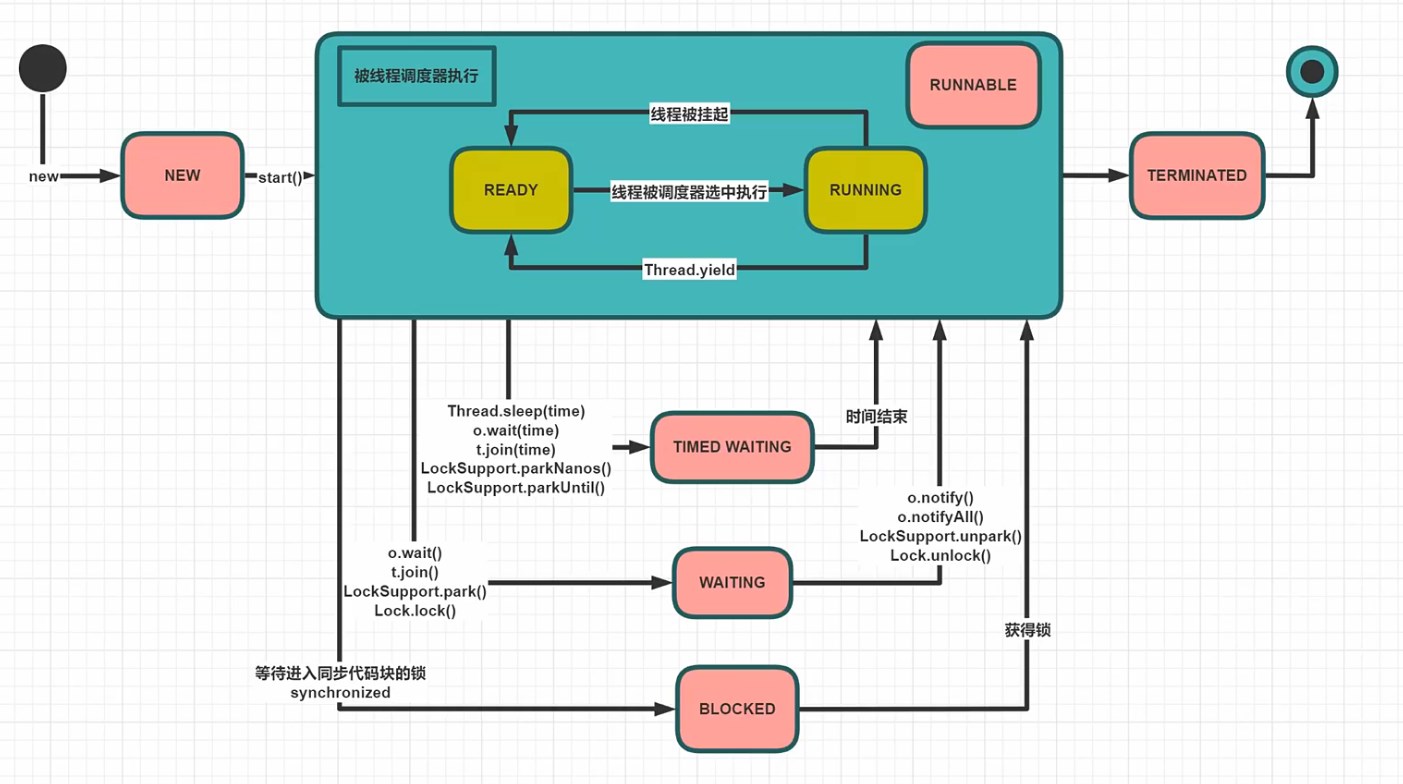 被线程调度器执行
RUNNABLE
线程被挂起
new
NEW
start()
READY
线程被调度器选中执行
RUNNING
TERMINATED
Thread.yield
Thread.sleep(time)
o.wait(time)
t.join(time)
LockSupport.parkNanos()
LockSupport.parkUntil()
TIMED WAITING
时间结束
o.wait()
t.join()
LockSupport.park()
Lock.lock()
WAITING
o.notify()
o.notifyAll()
LockSupport.unpark()
Lock.unlock()
等待进入同步代码块的锁
synchronized
BLOCKED
获得锁